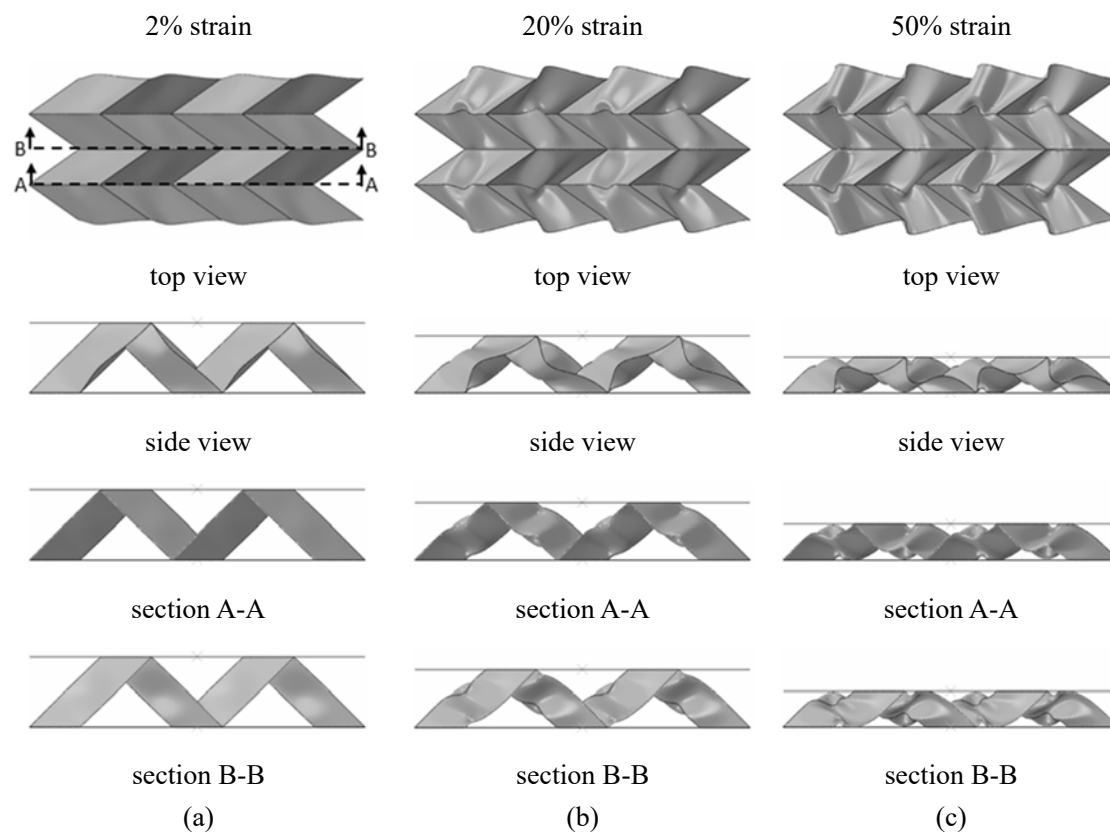 2% strain 20% strain 50% strain
B B
A A
top view top view top view
side view side view side view
section A-A section A-A section A-A
section B-B section B-B section B-B
(a) (b) (c)